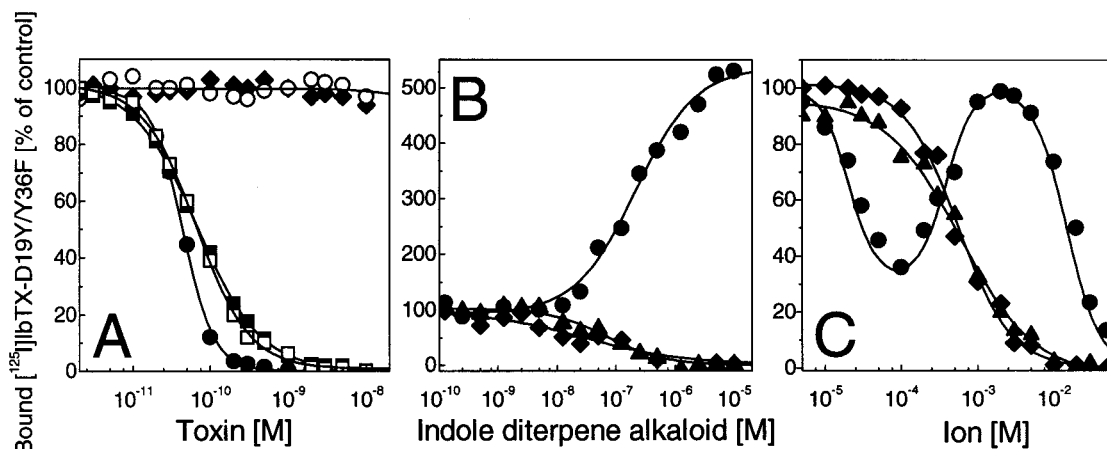 Bound [¹²⁵I]IbTX-D19Y/Y36F [% of control]
100
80
60
40
20
0
A
10⁻¹¹ 10⁻¹⁰ 10⁻⁹ 10⁻⁸
Toxin [M]
500
400
300
200
100
0
B
10⁻¹⁰ 10⁻⁹ 10⁻⁸ 10⁻⁷ 10⁻⁶ 10⁻⁵
Indole diterpene alkaloid [M]
100
80
60
40
20
0
C
10⁻⁵ 10⁻⁴ 10⁻³ 10⁻²
Ion [M]